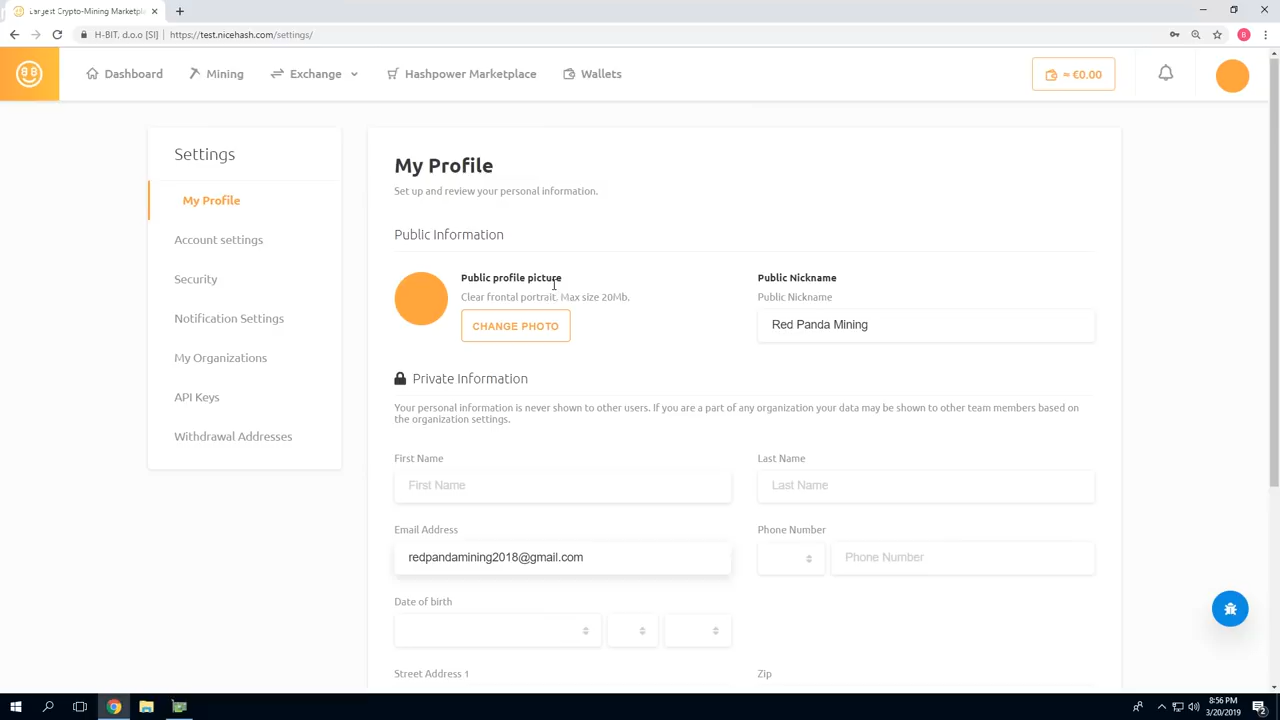 Largest Crypto-Mining Marketpla
H-BIT, d.o.o [SI]
https://test.nicehash.com/settings/
B
Dashboard
Mining
Exchange
Hashpower Marketplace
Wallets
≈ €0.00
Settings
My Profile
Account settings
Security
Notification Settings
My Organizations
API Keys
Withdrawal Addresses
My Profile
Set up and review your personal information.
Public Information
Public profile picture
Clear frontal portrait. Max size 20Mb.
CHANGE PHOTO
Public Nickname
Public Nickname
Red Panda Mining
Private Information
Your personal information is never shown to other users. If you are a part of any organization your data may be shown to other team members based on
the organization settings.
First Name
First Name
Last Name
Last Name
Email Address
redpandamining2018@gmail.com
Phone Number
Phone Number
Date of birth
Street Address 1
Zip
8:56 PM
3/20/2019
2